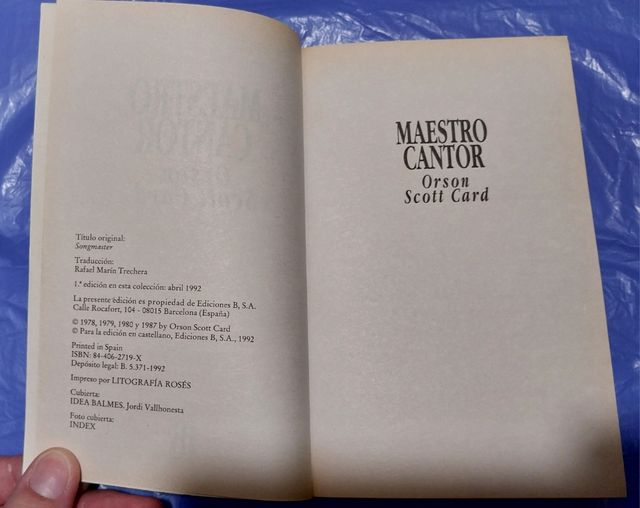 Título original:
Songmaster
Traducción:
Rafael Marín Trechera
1.ª edición en esta colección: abril 1992
La presente edición es propiedad de Ediciones B, S.A.
Calle Rocafort, 104 - 08015 Barcelona (España)
© 1978, 1979, 1980 y 1987 by Orson Scott Card
© Para la edición en castellano, Ediciones B, S.A., 1992
Printed in Spain
ISBN: 84-406-2719-X
Depósito legal: B. 5.371-1992
Impreso por LITOGRAFÍA ROSÉS
Cubierta:
IDEA BALMES. Jordi Vallhonesta
Foto cubierta:
INDEX
MAESTRO
CANTOR
Orson
Scott Card